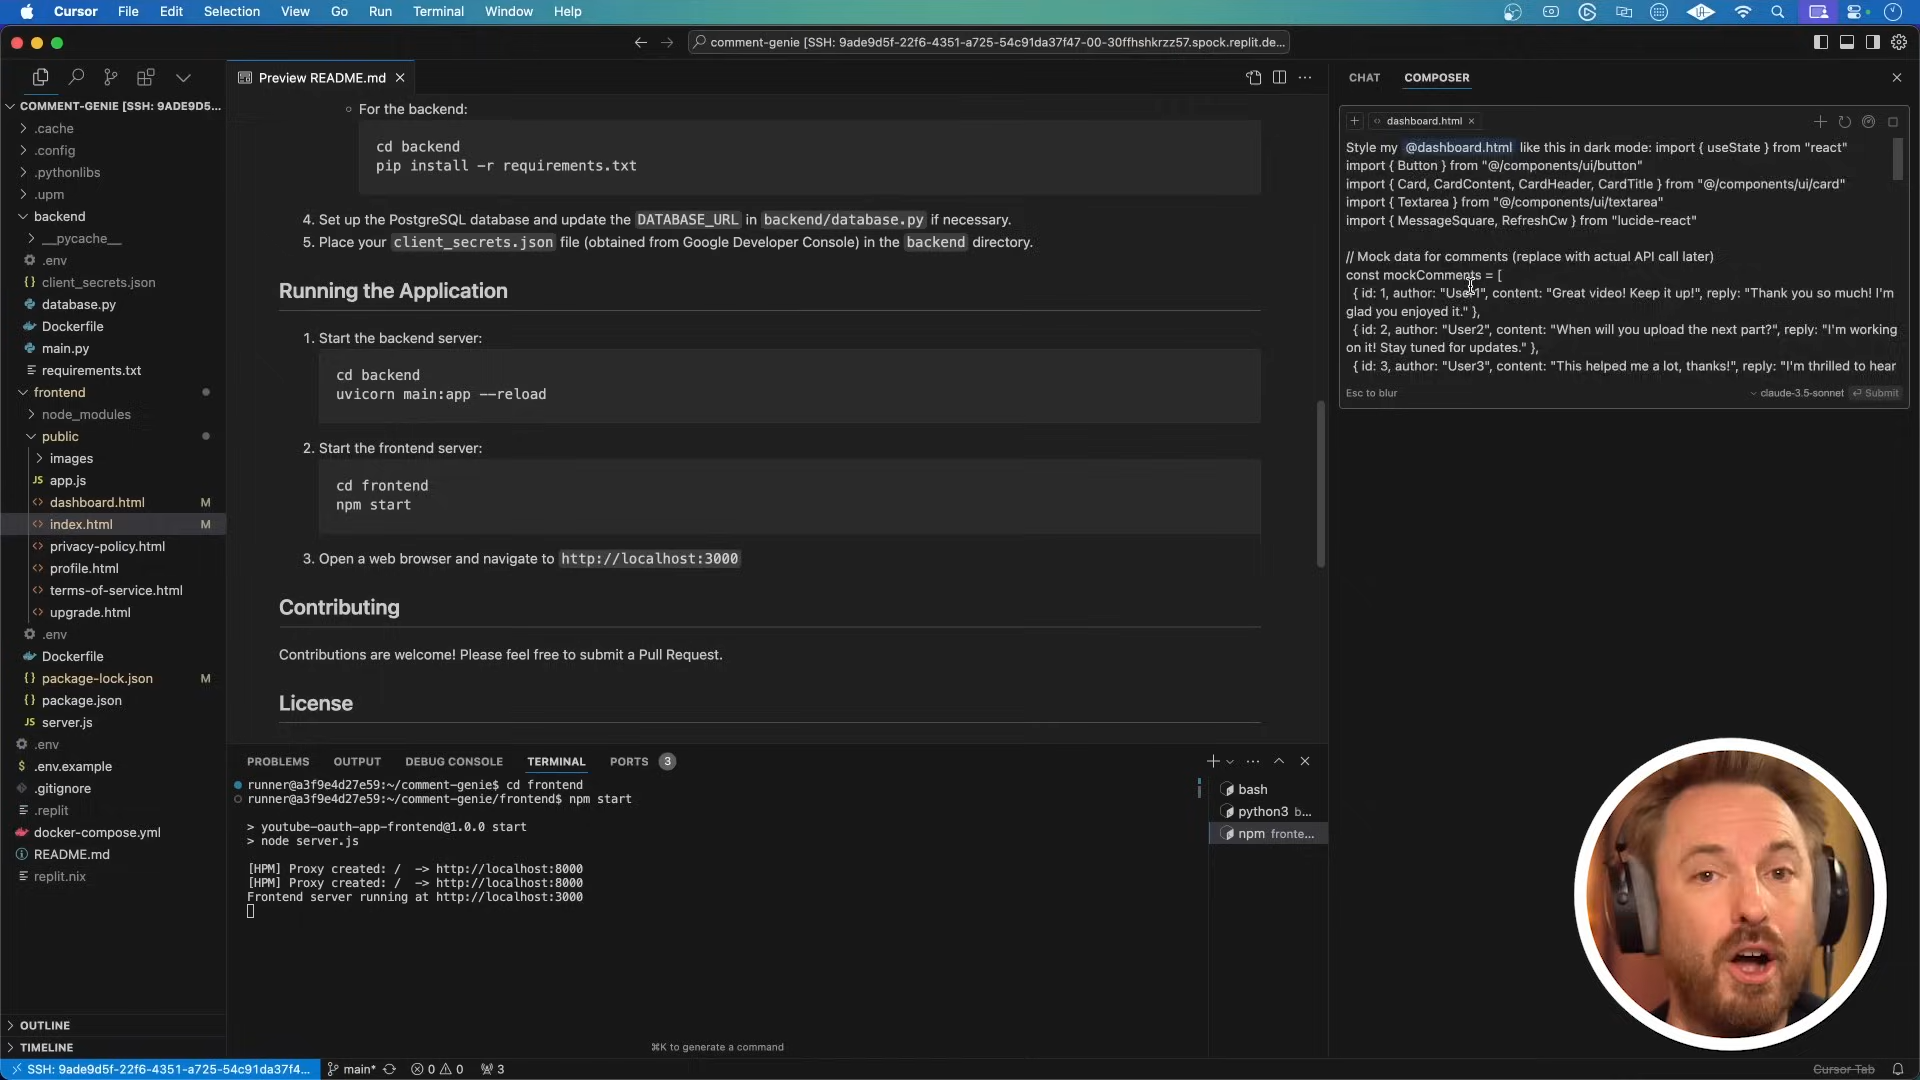 Cursor File Edit Selection View Go Run Terminal Window Help
comment-genie [SSH: 9ade9d5f-22f6-4351-a725-54c91da37f47-00-30ffhshkrzz57.spock.replit.de...
COMMENT-GENIE [SSH: 9ADE9D5...
.cache
.config
.pythonlibs
.upm
backend
__pycache__
.env
client_secrets.json
database.py
Dockerfile
main.py
requirements.txt
frontend
node_modules
public
images
JS app.js
dashboard.html M
index.html M
privacy-policy.html
profile.html
terms-of-service.html
upgrade.html
.env
Dockerfile
package-lock.json M
package.json
JS server.js
.env
.env.example
.gitignore
.replit
docker-compose.yml
README.md
replit.nix
OUTLINE
TIMELINE
Preview README.md
For the backend:
cd backend
pip install -r requirements.txt
4. Set up the PostgreSQL database and update the DATABASE_URL in backend/database.py if necessary.
5. Place your client_secrets.json file (obtained from Google Developer Console) in the backend directory.
Running the Application
1. Start the backend server:
cd backend
uvicorn main:app --reload
2. Start the frontend server:
cd frontend
npm start
3. Open a web browser and navigate to http://localhost:3000
Contributing
Contributions are welcome! Please feel free to submit a Pull Request.
License
PROBLEMS OUTPUT DEBUG CONSOLE TERMINAL PORTS 3
runner@a3f9e4d27e59:~/comment-genie$ cd frontend
runner@a3f9e4d27e59:~/comment-genie/frontend$ npm start
> youtube-oauth-app-frontend@1.0.0 start
> node server.js
[HPM] Proxy created: / -> http://localhost:8000
[HPM] Proxy created: / -> http://localhost:8000
Frontend server running at http://localhost:3000
bash
python3 b...
npm fronte...
⌘K to generate a command
CHAT COMPOSER
dashboard.html
Style my @dashboard.html like this in dark mode: import { useState } from "react"
import { Button } from "@/components/ui/button"
import { Card, CardContent, CardHeader, CardTitle } from "@/components/ui/card"
import { Textarea } from "@/components/ui/textarea"
import { MessageSquare, RefreshCw } from "lucide-react"
// Mock data for comments (replace with actual API call later)
const mockComments = [
{ id: 1, author: "User1", content: "Great video! Keep it up!", reply: "Thank you so much! I'm
glad you enjoyed it." },
{ id: 2, author: "User2", content: "When will you upload the next part?", reply: "I'm working
on it! Stay tuned for updates." },
{ id: 3, author: "User3", content: "This helped me a lot, thanks!", reply: "I'm thrilled to hear
Esc to blur claude-3.5-sonnet Submit
SSH: 9ade9d5f-22f6-4351-a725-54c91da37f4... main* 0 0 3 Cursor Tab